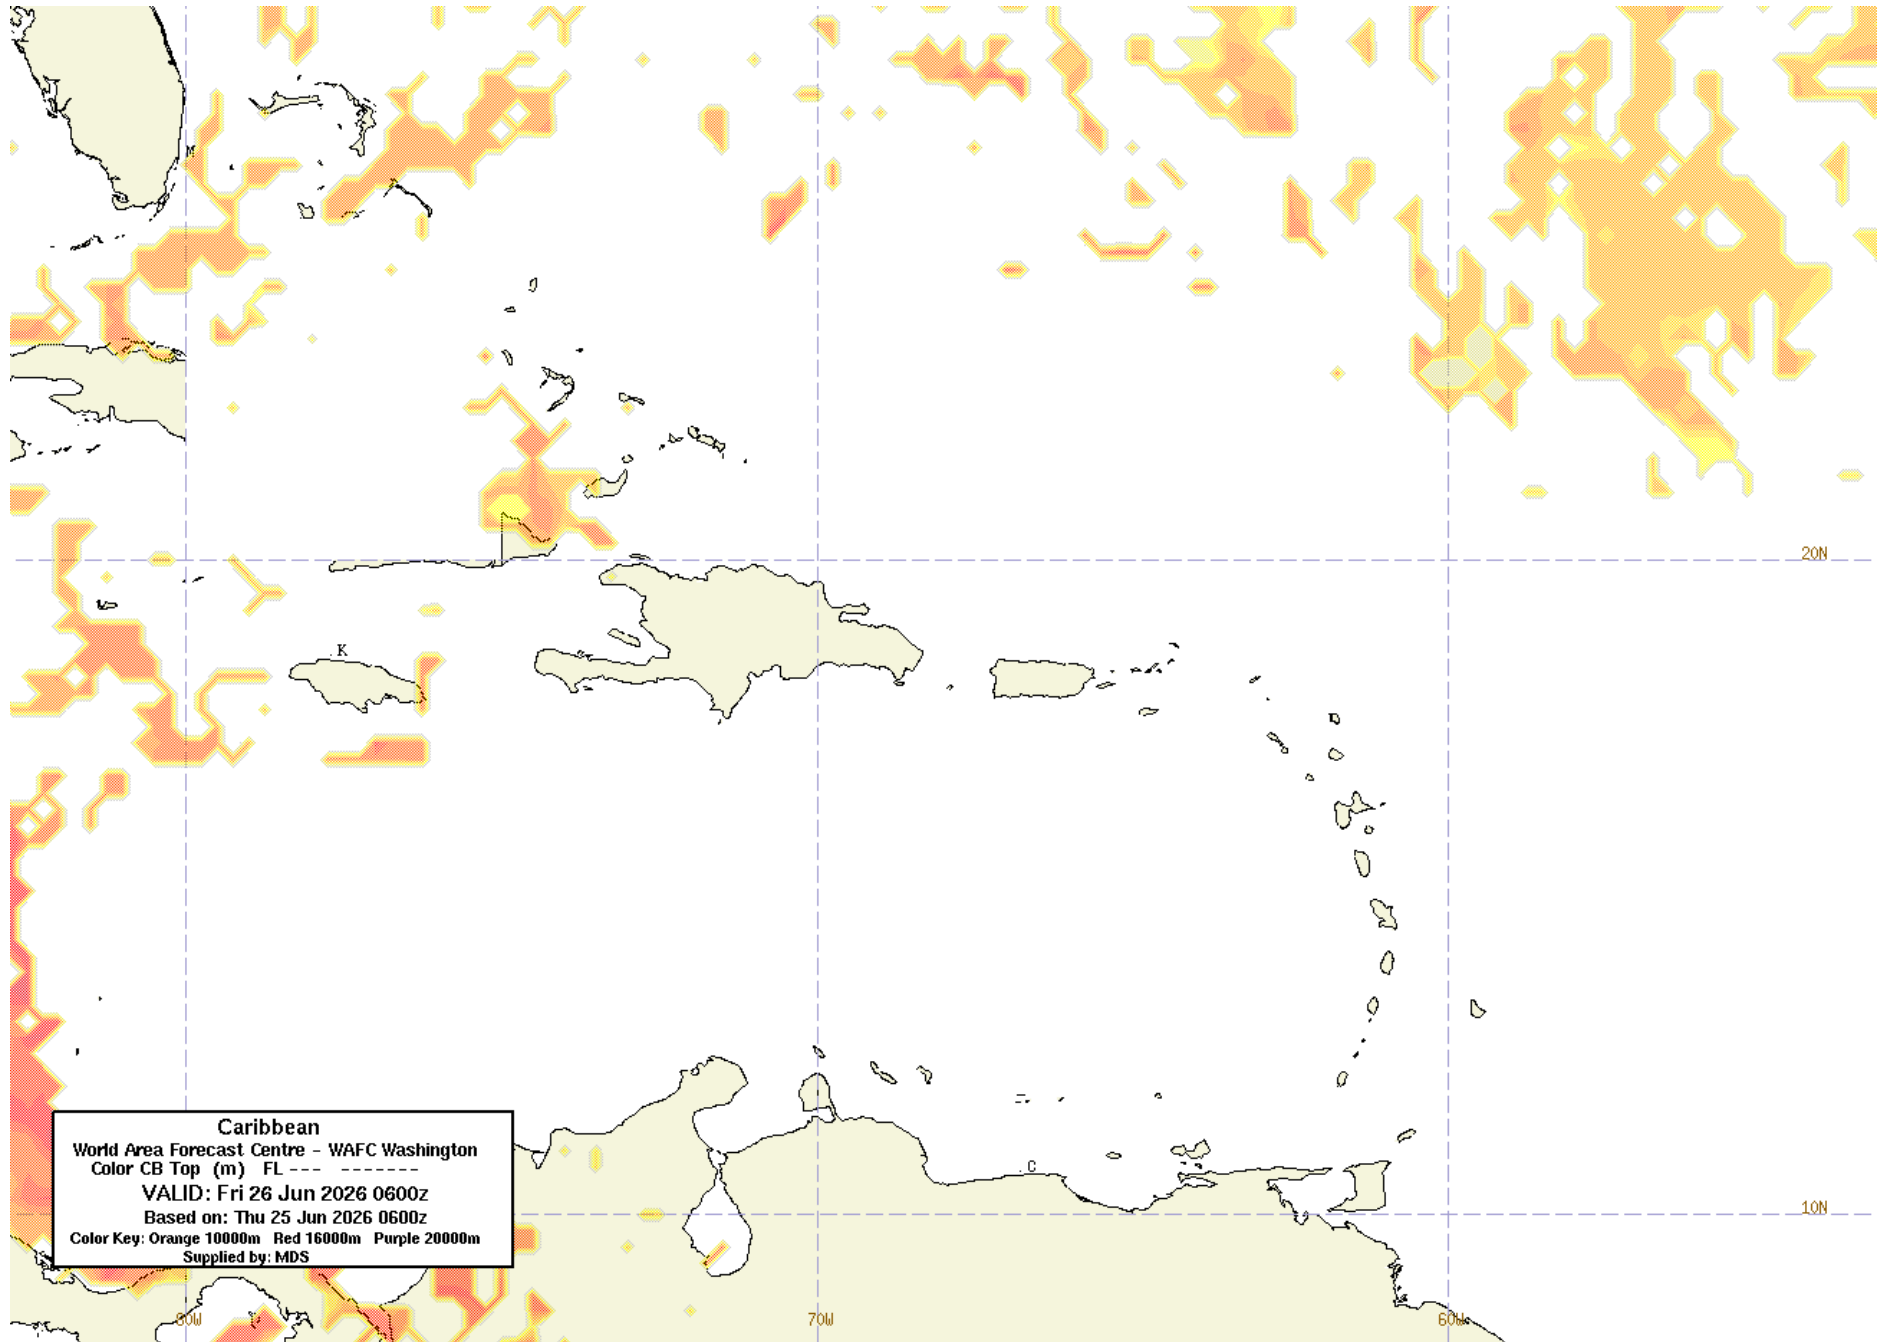 M
20N
K
C
Caribbean
World Area Forecast Centre - WAFC Washington
Color CB Top (m) FL --- -------
VALID: Fri 26 Jun 2026 0600z
Based on: Thu 25 Jun 2026 0600z
Color Key: Orange 10000m Red 16000m Purple 20000m
Supplied by: MDS
10N
80W
70W
60W